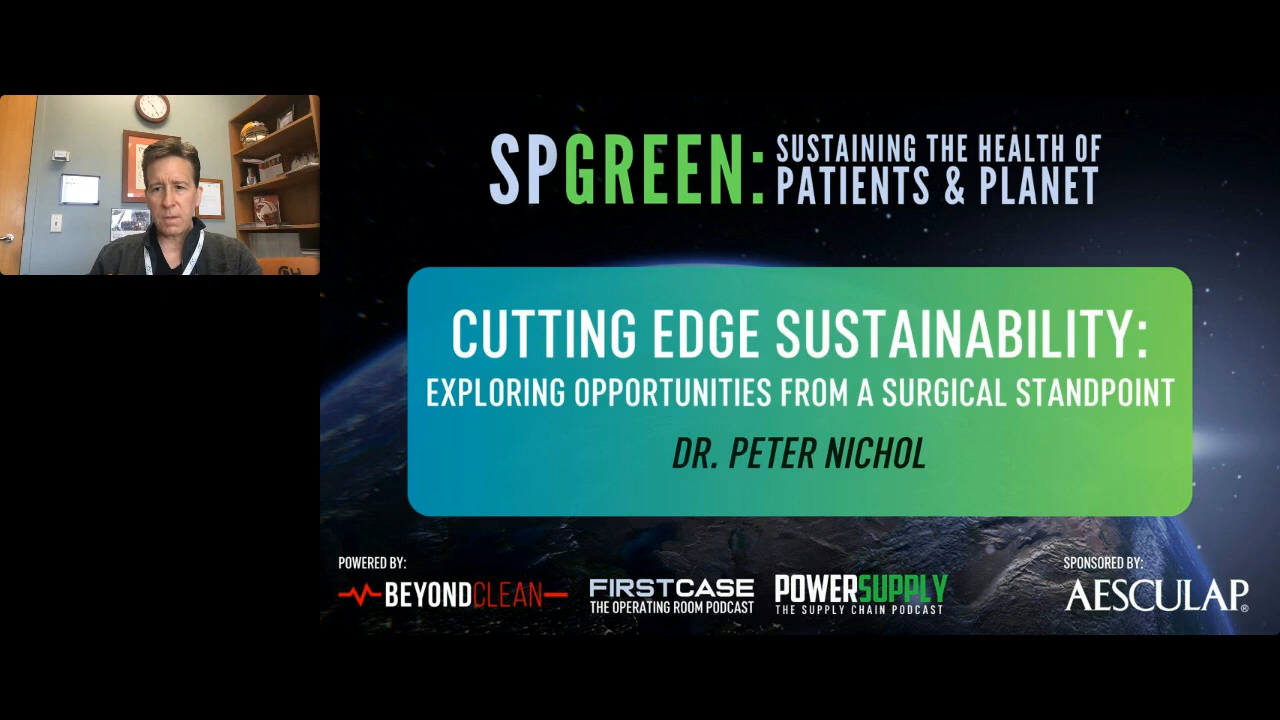 SPGREEN:
SUSTAINING THE HEALTH OF
PATIENTS & PLANET
CUTTING EDGE SUSTAINABILITY:
EXPLORING OPPORTUNITIES FROM A SURGICAL STANDPOINT
DR. PETER NICHOL
POWERED BY:
BEYONDCLEAN
FIRSTCASE
THE OPERATING ROOM PODCAST
POWERSUPPLY
THE SUPPLY CHAIN PODCAST
SPONSORED BY:
AESCULAP®